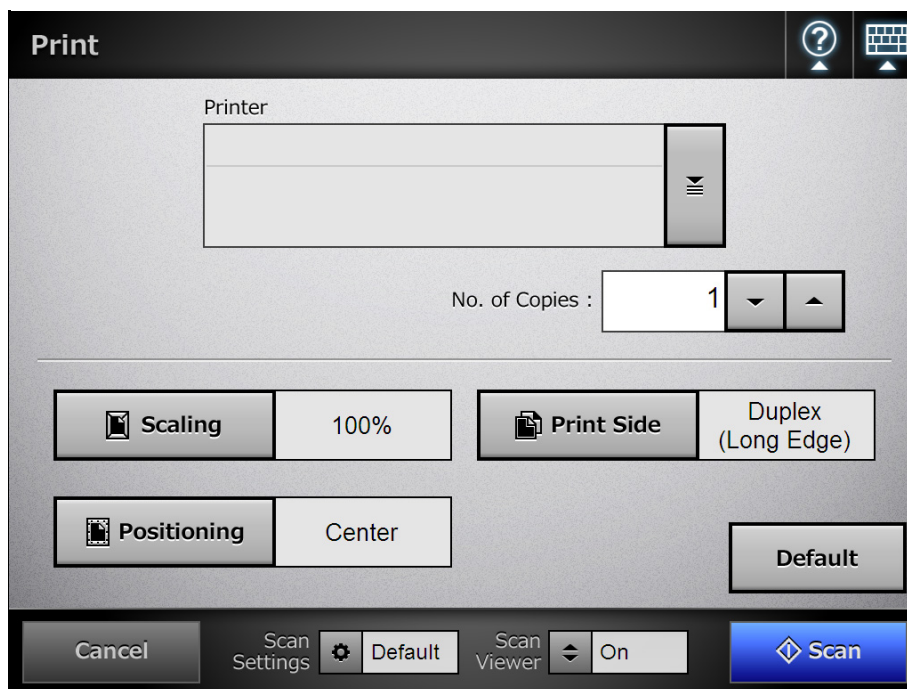 Print
?
Printer
No. of Copies : 1
Scaling 100%
Print Side Duplex
(Long Edge)
Positioning Center
Default
Cancel
Scan
Settings Default
Scan
Viewer On
Scan